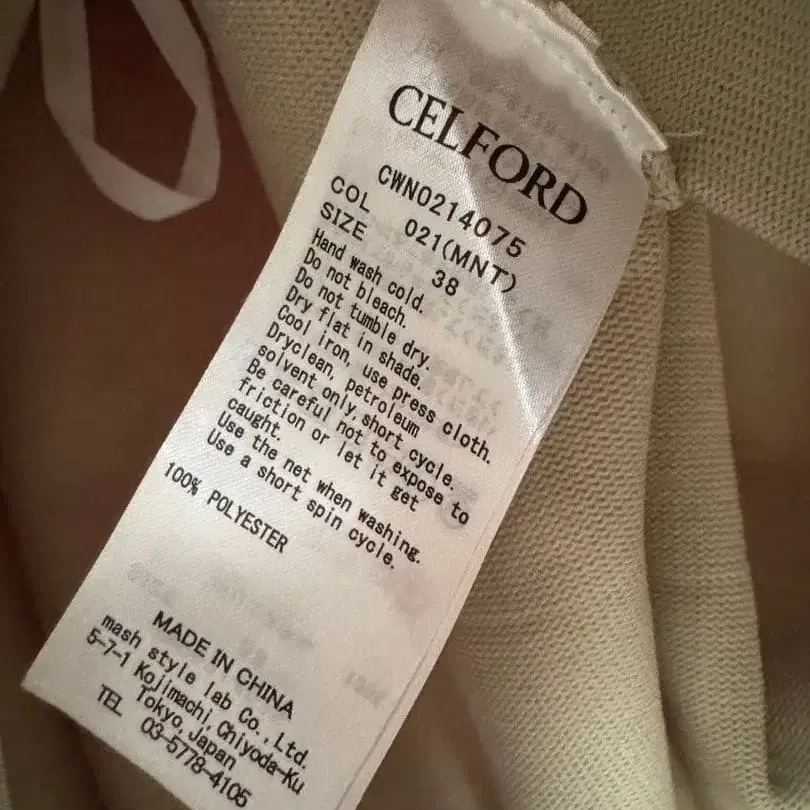 CELFORD
CWNO214075
COL 021(MNT)
SIZE 38
Hand wash cold.
Do not bleach.
Do not tumble dry.
Dry flat in shade.
Cool iron, use press cloth.
Dryclean, petroleum
solvent only,short cycle.
Be careful not to expose to
friction or let it get
caught.
Use the net when washing.
Use a short spin cycle.
100% POLYESTER
MADE IN CHINA
mash style lab Co.,Ltd.
5-7-1 Kojimachi,Chiyoda-Ku
Tokyo,Japan
TEL 03-5778-4105